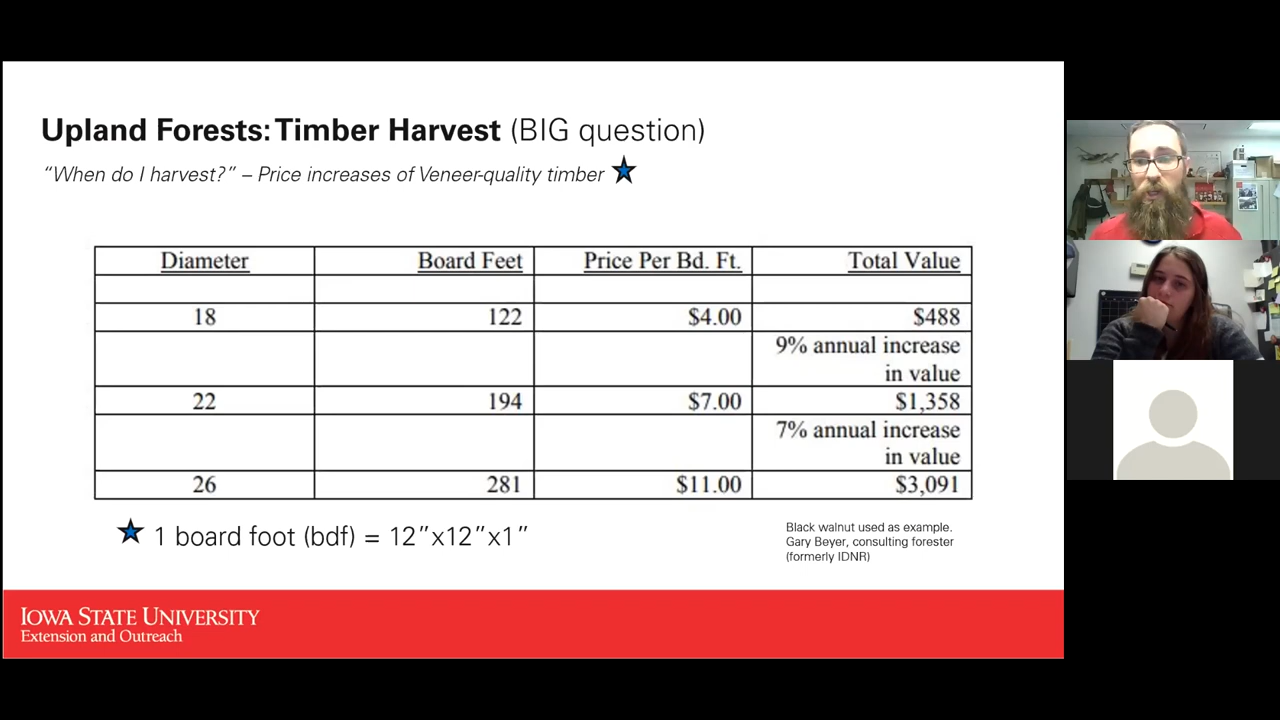 Upland Forests: Timber Harvest (BIG question)
“When do I harvest?” – Price increases of Veneer-quality timber
Diameter Board Feet Price Per Bd. Ft. Total Value
18 122 $4.00 $488
9% annual increase
in value
22 194 $7.00 $1,358
7% annual increase
in value
26 281 $11.00 $3,091
1 board foot (bdf) = 12”x12”x1”
Black walnut used as example.
Gary Beyer, consulting forester
(formerly IDNR)
IOWA STATE UNIVERSITY
Extension and Outreach